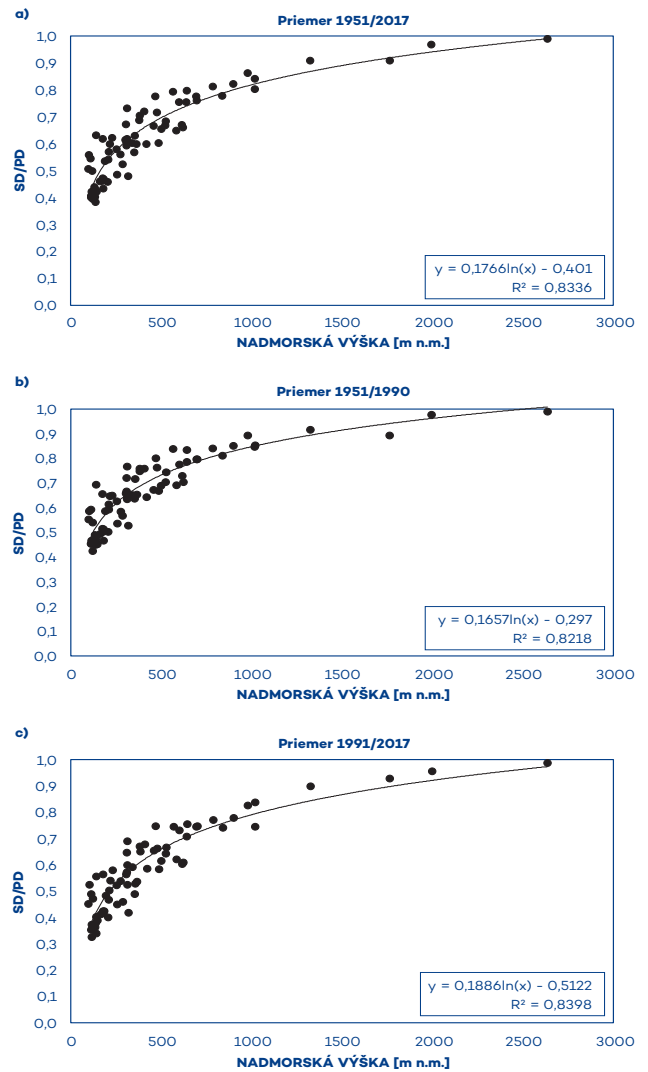 a)
Priemer 1951/2017
1,0
0,9
0,8
0,7
0,6
0,5
0,4
0,3
0,2
0,1
0,0
SD/PD
y = 0,1766ln(x) - 0,401
R² = 0,8336
0 500 1000 1500 2000 2500 3000
NADMORSKÁ VÝŠKA [m n.m.]
b)
Priemer 1951/1990
1,0
0,9
0,8
0,7
0,6
0,5
0,4
0,3
0,2
0,1
0,0
SD/PD
y = 0,1657ln(x) - 0,297
R² = 0,8218
0 500 1000 1500 2000 2500 3000
NADMORSKÁ VÝŠKA [m n.m.]
c)
Priemer 1991/2017
1,0
0,9
0,8
0,7
0,6
0,5
0,4
0,3
0,2
0,1
0,0
SD/PD
y = 0,1886ln(x) - 0,5122
R² = 0,8398
0 500 1000 1500 2000 2500 3000
NADMORSKÁ VÝŠKA [m n.m.]